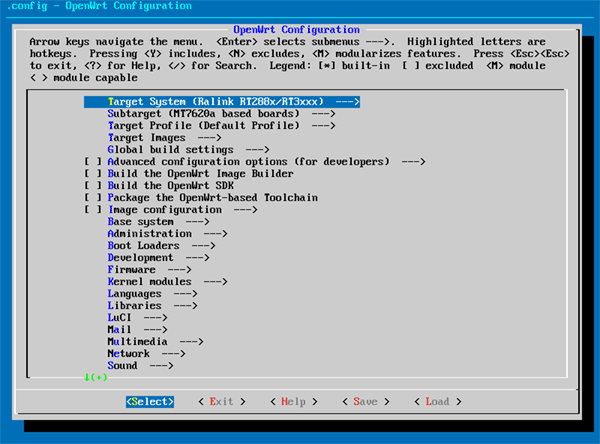 .config - OpenWrt Configuration
OpenWrt Configuration
Arrow keys navigate the menu.  <Enter> selects submenus --->.  Highlighted letters are
hotkeys.  Pressing <Y> includes, <N> excludes, <M> modularizes features.  Press <Esc><Esc>
to exit, <?> for Help, </> for Search.  Legend: [*] built-in  [ ] excluded  <M> module
< > module capable
Target System (Ralink RT288x/RT3xxx)  --->
Subtarget (MT7620a based boards)  --->
Target Profile (Default Profile)  --->
Target Images  --->
Global build settings  --->
[ ] Advanced configuration options (for developers)  --->
[ ] Build the OpenWrt Image Builder
[ ] Build the OpenWrt SDK
[ ] Package the OpenWrt-based Toolchain
[ ] Image configuration  --->
Base system  --->
Administration  --->
Boot Loaders  --->
Development  --->
Firmware  --->
Kernel modules  --->
Languages  --->
Libraries  --->
LuCI  --->
Mail  --->
Multimedia  --->
Network  --->
Sound  --->
↓(+)
<Select>    < Exit >    < Help >    < Save >    < Load >